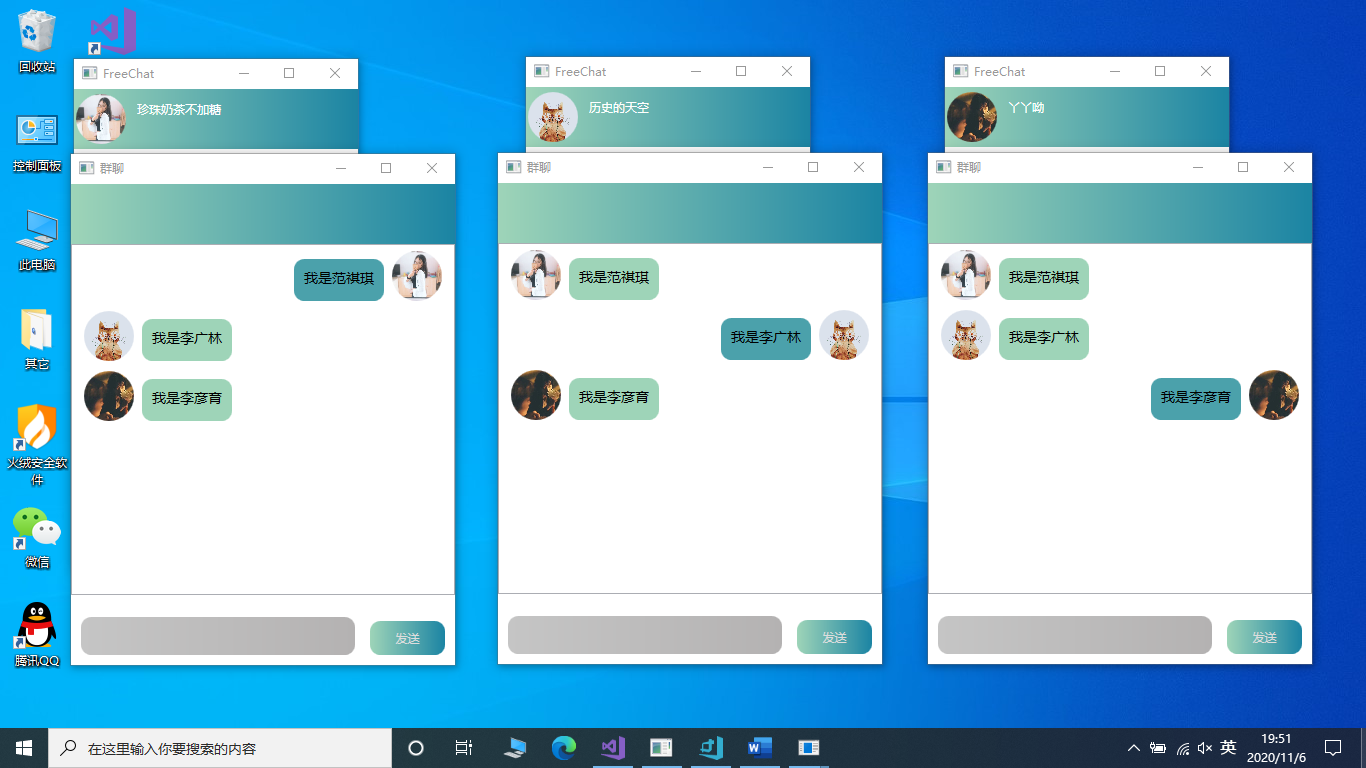 回收站
控制面板
此电脑
其它
火绒安全软
件
微信
腾讯QQ
FreeChat
珍珠奶茶不加糖
群聊
我是范祺琪
我是李广林
我是李彦育
发送
FreeChat
历史的天空
群聊
我是范祺琪
我是李广林
我是李彦育
发送
FreeChat
丫丫呦
群聊
我是范祺琪
我是李广林
我是李彦育
发送
在这里输入你要搜索的内容
英
19:51
2020/11/6